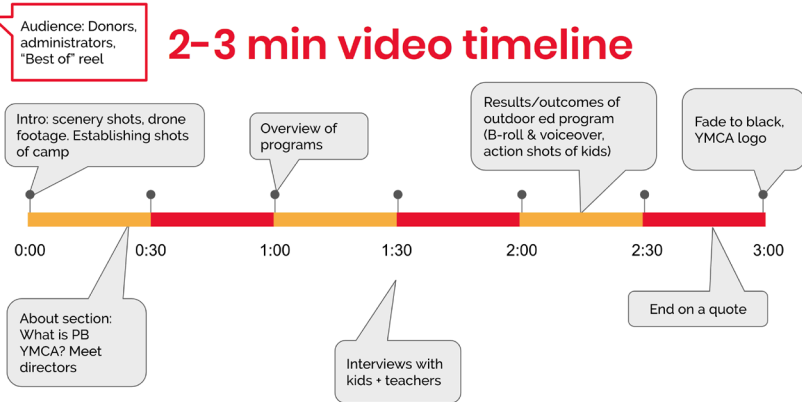 Audience: Donors,
administrators,
“Best of” reel
2-3 min video timeline
Intro: scenery shots, drone
footage. Establishing shots
of camp
Overview of
programs
Results/outcomes of
outdoor ed program
(B-roll & voiceover,
action shots of kids)
Fade to black,
YMCA logo
0:00
0:30
1:00
1:30
2:00
2:30
3:00
About section:
What is PB
YMCA? Meet
directors
Interviews with
kids + teachers
End on a quote